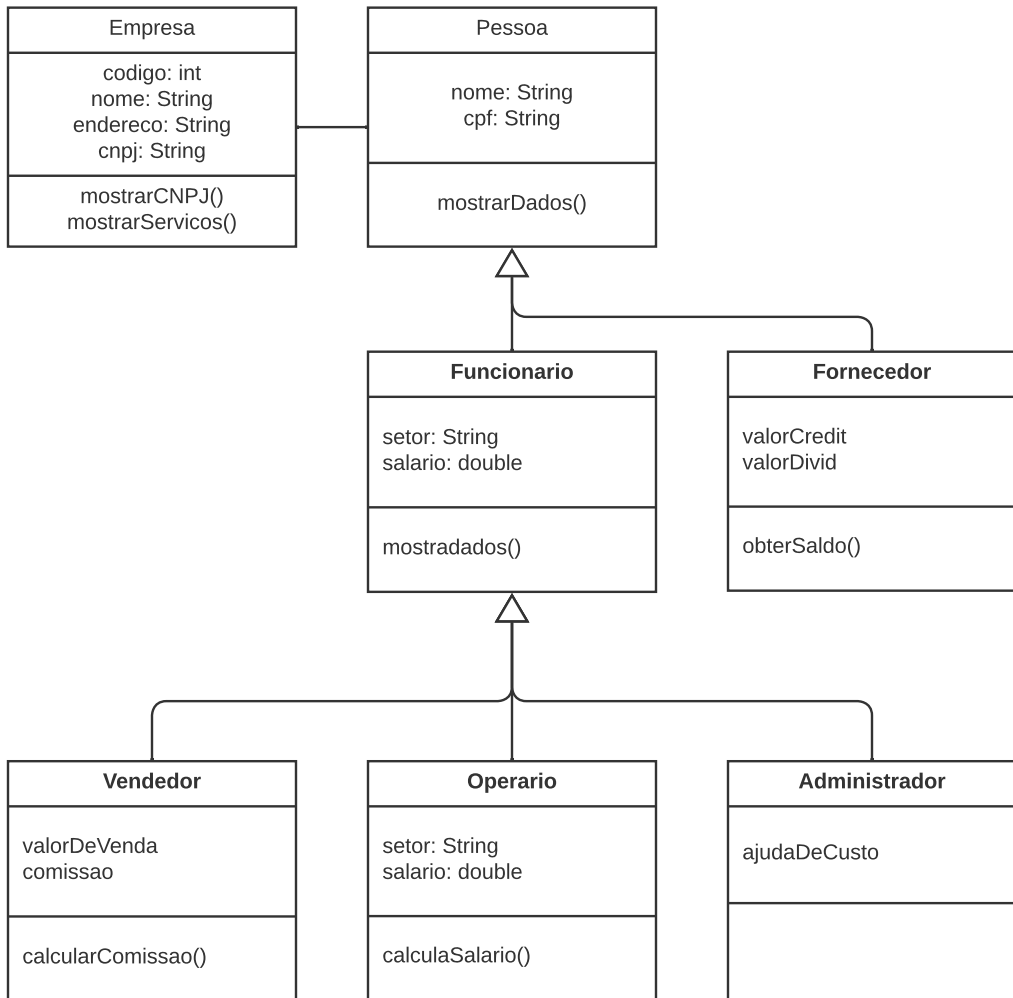 Empresa
codigo: int
nome: String
endereco: String
cnpj: String
mostrarCNPJ()
mostrarServicos()
Pessoa
nome: String
cpf: String
mostrarDados()
Funcionario
setor: String
salario: double
mostradados()
Fornecedor
valorCredit
valorDivid
obterSaldo()
Vendedor
valorDeVenda
comissao
calcularComissao()
Operario
setor: String
salario: double
calculaSalario()
Administrador
ajudaDeCusto